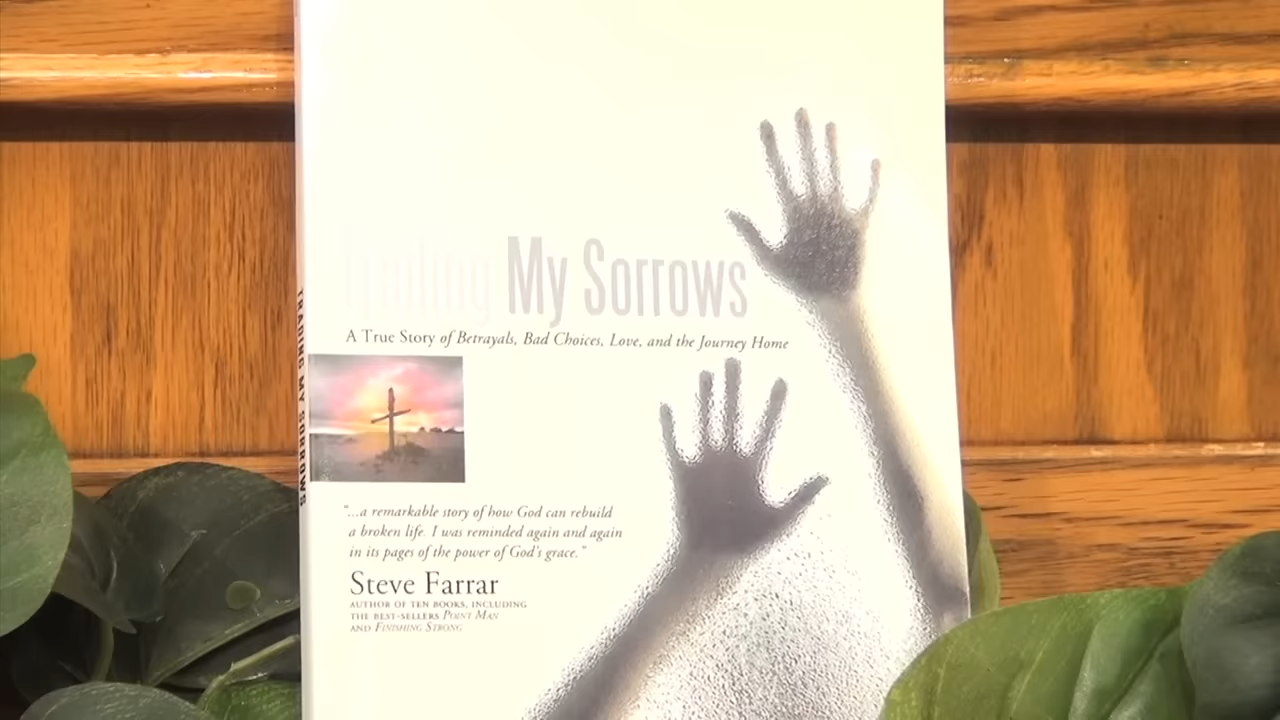 Trading My Sorrows
A True Story of Betrayals, Bad Choices, Love, and the Journey Home
TRADING MY SORROWS
"...a remarkable story of how God can rebuild
a broken life. I was reminded again and again
in its pages of the power of God's grace."
Steve Farrar
AUTHOR OF TEN BOOKS, INCLUDING
THE BEST-SELLERS POINT MAN
AND FINISHING STRONG